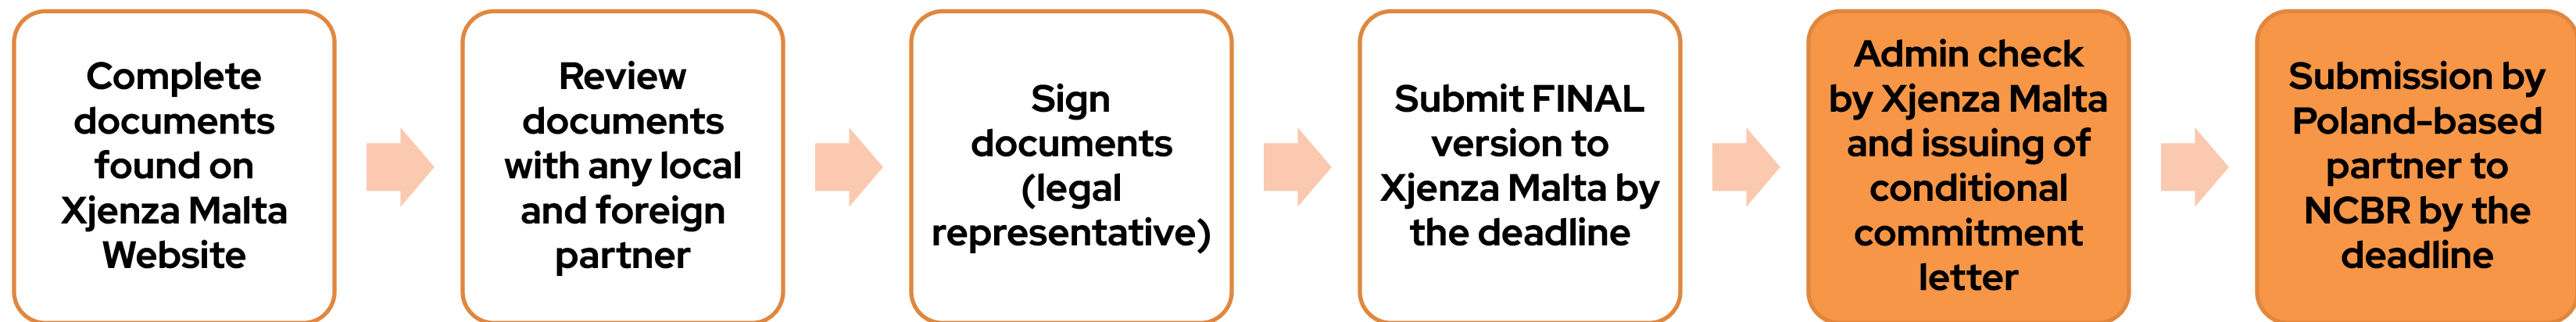 Complete
documents
found on
Xjenza Malta
Website
Review
documents
with any local
and foreign
partner
Sign
documents
(legal
representative)
Submit FINAL
version to
Xjenza Malta by
the deadline
Admin check
by Xjenza Malta
and issuing of
conditional
commitment
letter
Submission by
Poland-based
partner to
NCBR by the
deadline